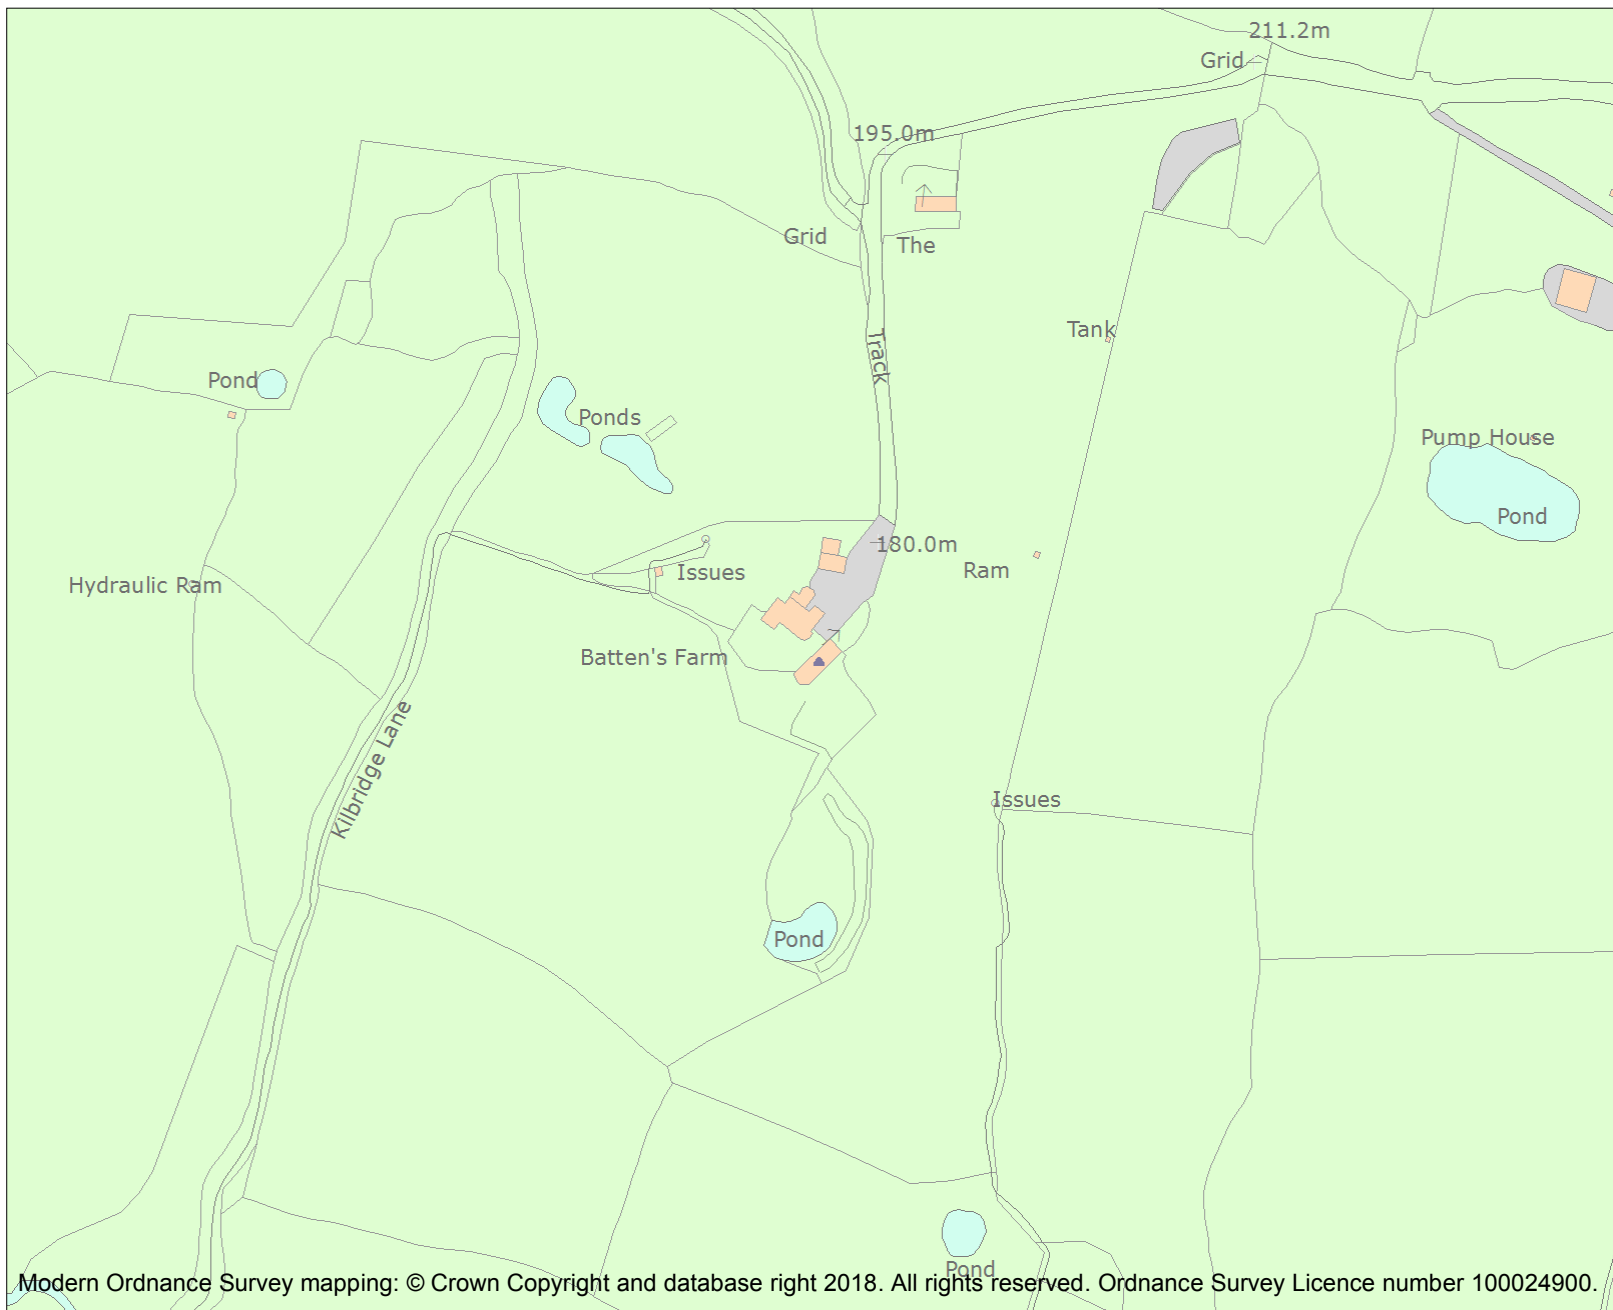 211.2m
Grid
195.0m
Grid
The
Tank
Track
Pond
Ponds
Pump House
Pond
180.0m
Issues
Ram
Hydraulic Ram
Batten's Farm
Kilbridge Lane
Issues
Pond
Pond
Modern Ordnance Survey mapping: © Crown Copyright and database right 2018. All rights reserved. Ordnance Survey Licence number 100024900.